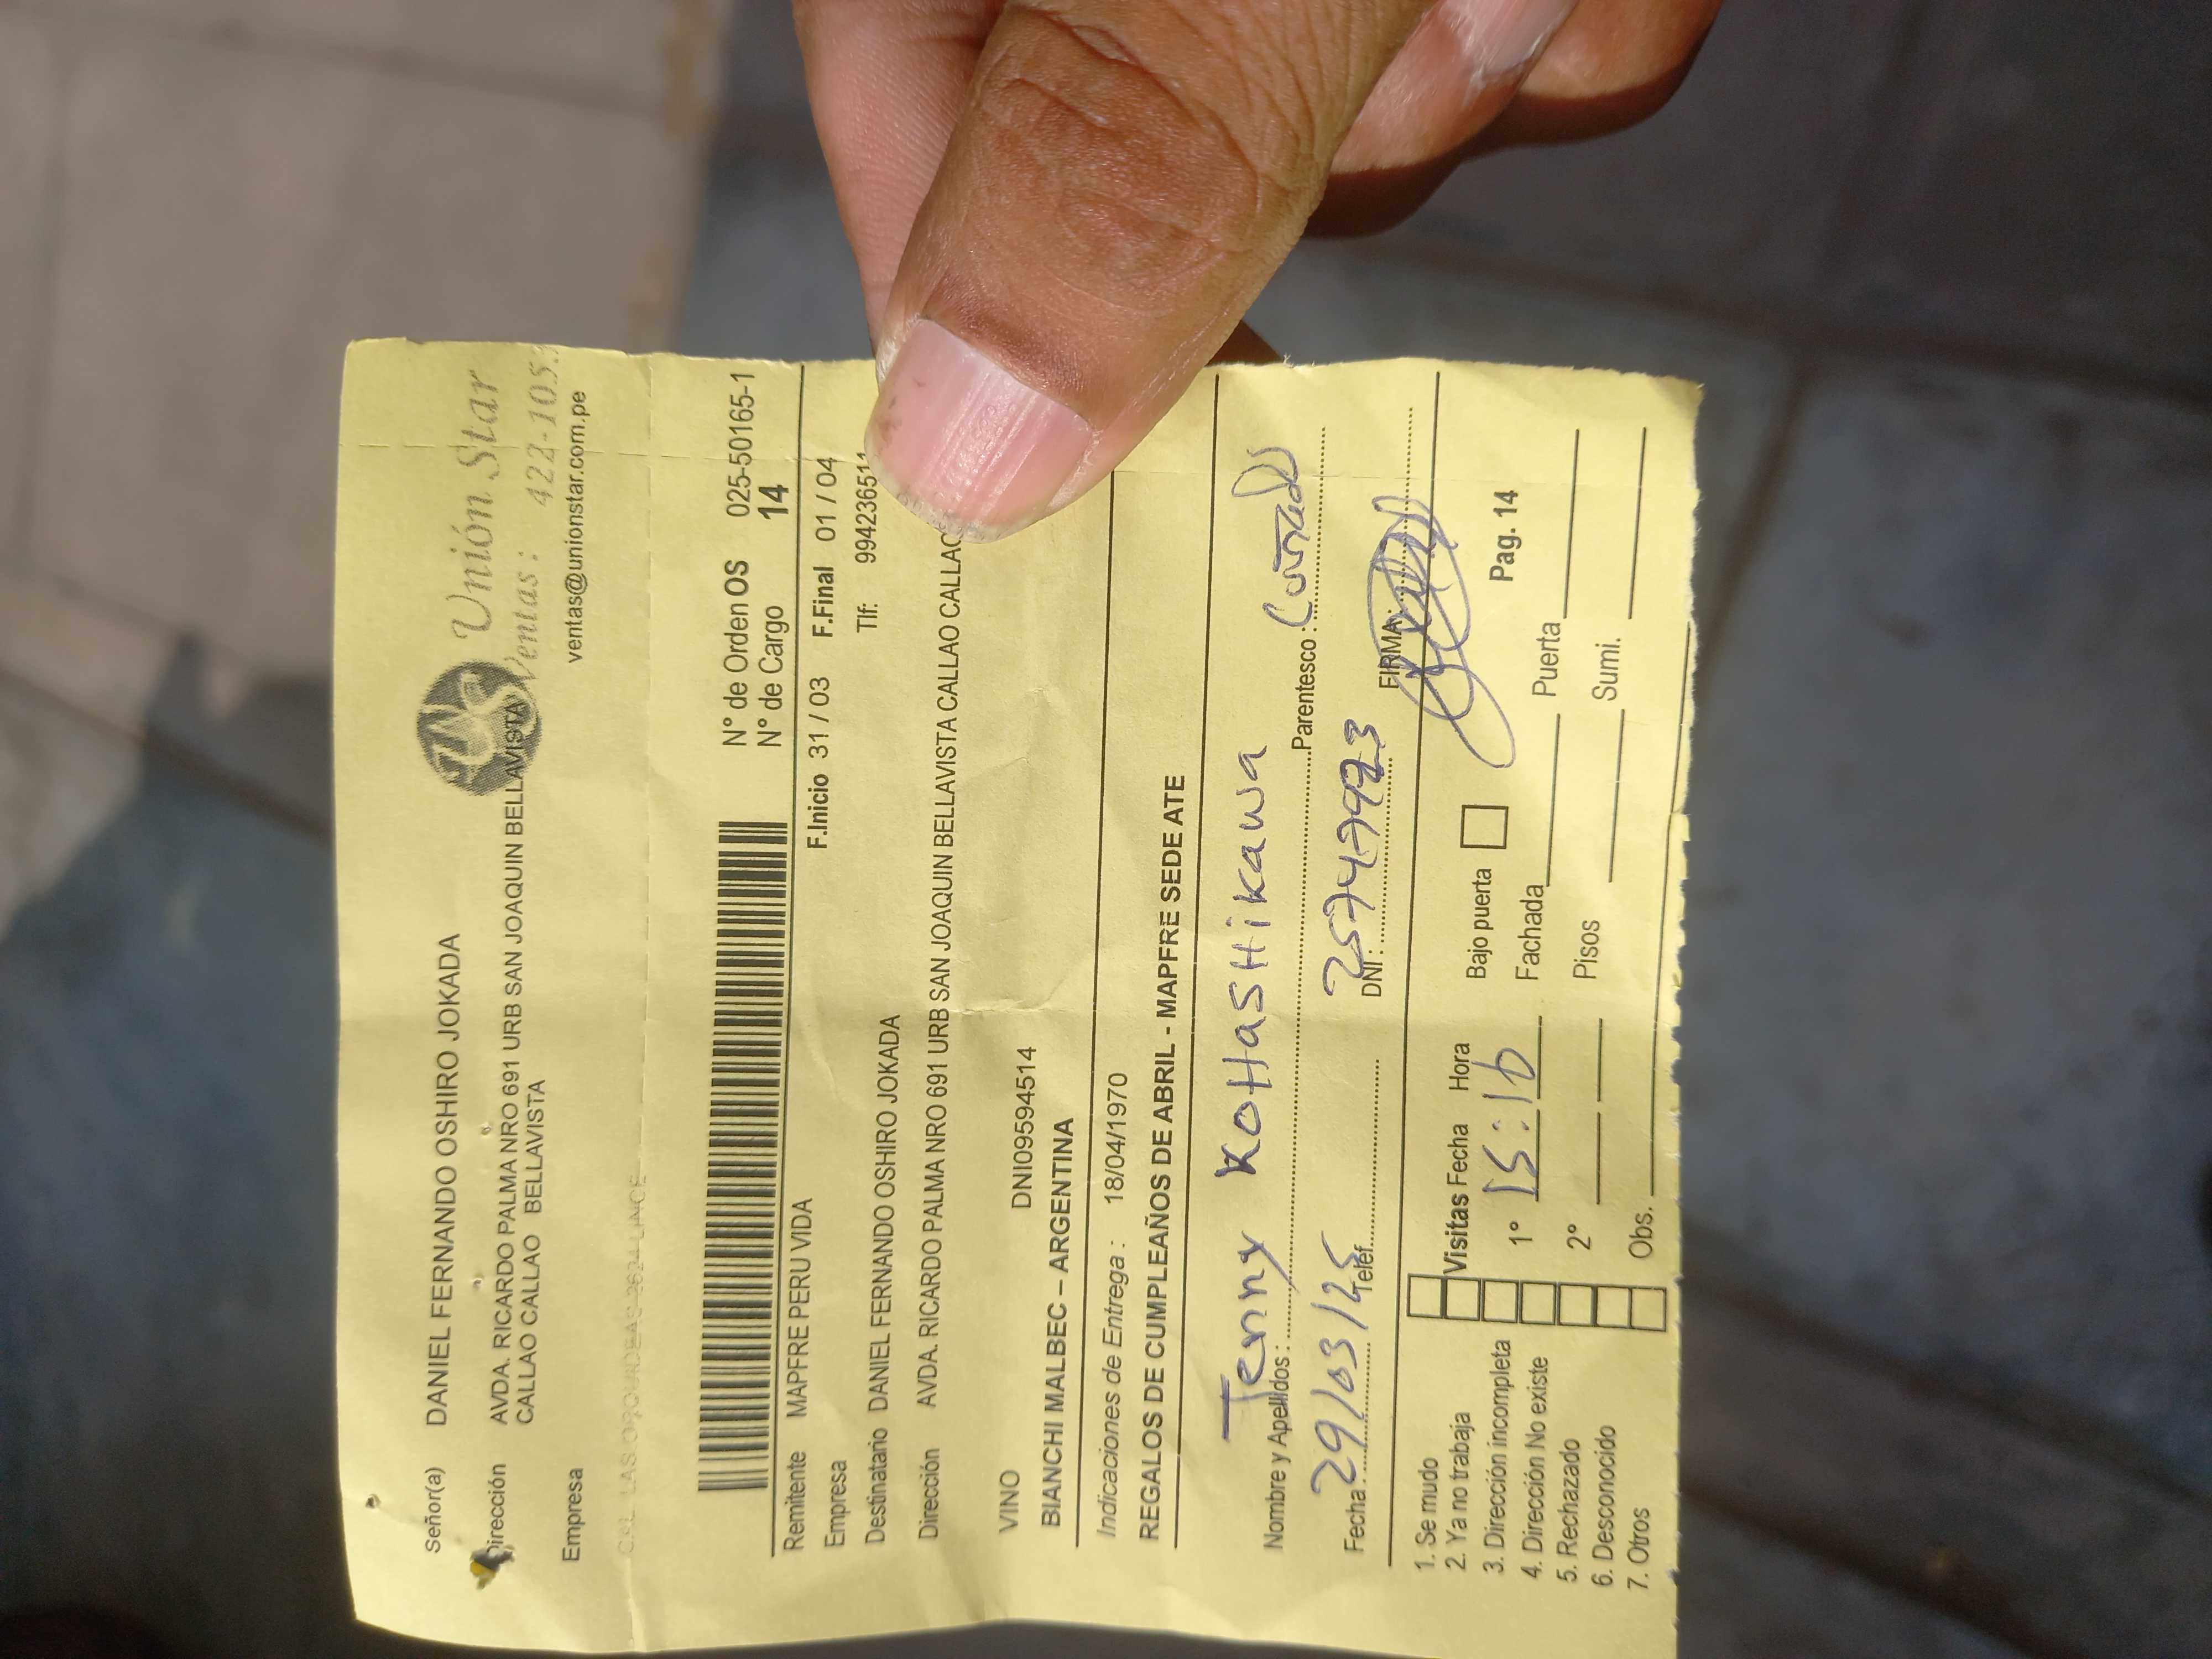 Señor(a) DANIEL FERNANDO OSHIRO JOKADA
Unión Star
Dirección AVDA. RICARDO PALMA NRO 691 URB SAN JOAQUIN BELLAVISTA
Ventas: 422-105
CALLAO CALLAO BELLAVISTA
ventas@unionstar.com.pe
Empresa
N° de Orden OS 025-50165-1
N° de Cargo 14
Remitente MAPFRE PERU VIDA
F.Inicio 31 / 03 F.Final 01 / 04
Empresa
Tlf: 994236511
Destinatario DANIEL FERNANDO OSHIRO JOKADA
Dirección AVDA. RICARDO PALMA NRO 691 URB SAN JOAQUIN BELLAVISTA CALLAO CALLAO
VINO DNI09594514
BIANCHI MALBEC – ARGENTINA
Indicaciones de Entrega : 18/04/1970
REGALOS DE CUMPLEAÑOS DE ABRIL - MAPFRE SEDE ATE
Nombre y Apellidos: Jenny KOHASHIKAWA Parentesco: Cuñada
Fecha: 29/03/25 Telef. DNI: FIRMA:
1. Se mudo
2. Ya no trabaja Visitas Fecha Hora Bajo puerta
3. Dirección incompleta 1° 15:16 Fachada Puerta Pag. 14
4. Dirección No existe
5. Rechazado 2° Pisos Sumi.
6. Desconocido
7. Otros Obs.